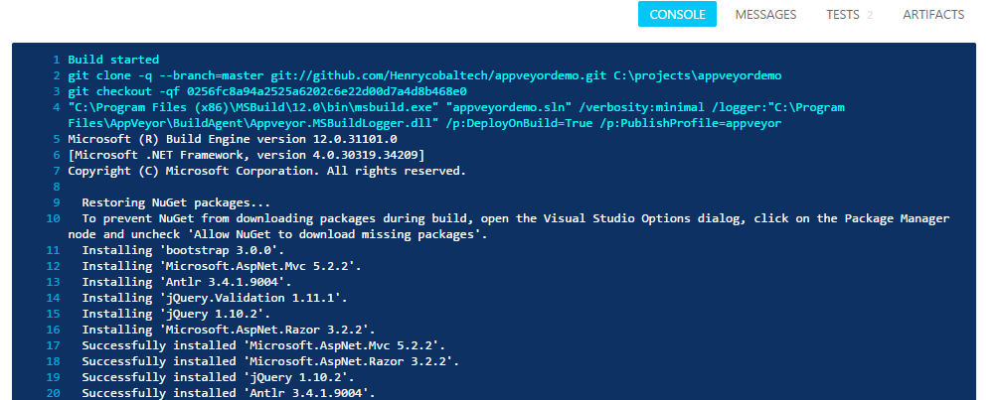 CONSOLE MESSAGES TESTS 2 ARTIFACTS
1 Build started
2 git clone -q --branch=master git://github.com/Henrycobaltech/appveyordemo.git C:\projects\appveyordemo
3 git checkout -qf 0256fc8a94a2525a6202c6e22d00d7a4d8b468e0
4 "C:\Program Files (x86)\MSBuild\12.0\bin\msbuild.exe" "appveyordemo.sln" /verbosity:minimal /logger:"C:\Program
Files\AppVeyor\BuildAgent\Appveyor.MSBuildLogger.dll" /p:DeployOnBuild=True /p:PublishProfile=appveyor
5 Microsoft (R) Build Engine version 12.0.31101.0
6 [Microsoft .NET Framework, version 4.0.30319.34209]
7 Copyright (C) Microsoft Corporation. All rights reserved.
8
9 Restoring NuGet packages...
10 To prevent NuGet from downloading packages during build, open the Visual Studio Options dialog, click on the Package Manager
node and uncheck 'Allow NuGet to download missing packages'.
11 Installing 'bootstrap 3.0.0'.
12 Installing 'Microsoft.AspNet.Mvc 5.2.2'.
13 Installing 'Antlr 3.4.1.9004'.
14 Installing 'jQuery.Validation 1.11.1'.
15 Installing 'jQuery 1.10.2'.
16 Installing 'Microsoft.AspNet.Razor 3.2.2'.
17 Successfully installed 'Microsoft.AspNet.Mvc 5.2.2'.
18 Successfully installed 'Microsoft.AspNet.Razor 3.2.2'.
19 Successfully installed 'jQuery 1.10.2'.
20 Successfully installed 'Antlr 3.4.1.9004'.